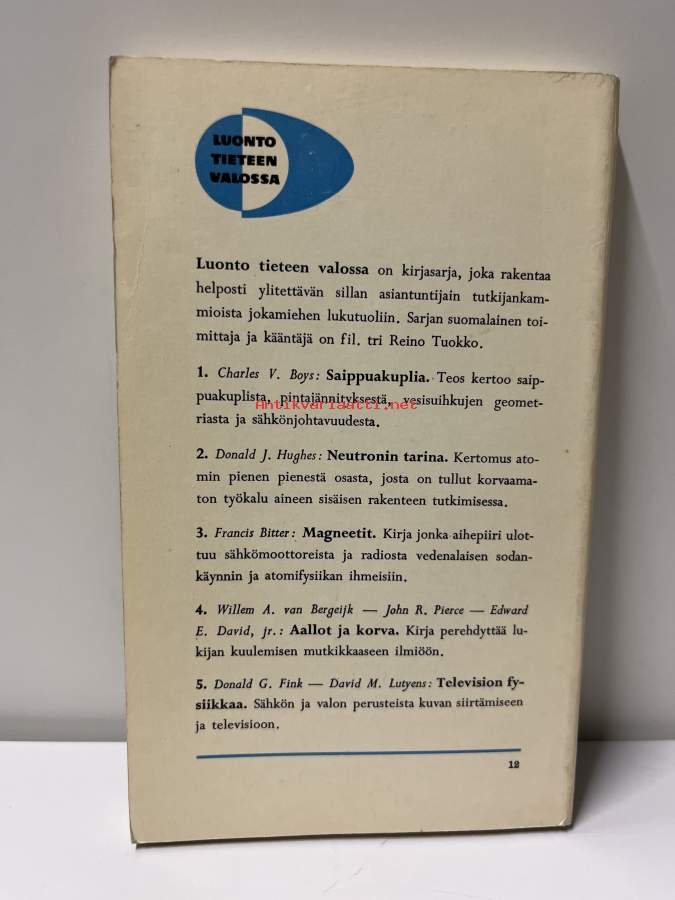 LUONTO
TIETEEN
VALOSSA
Luonto tieteen valossa on kirjasarja, joka rakentaa
helposti ylitettävän sillan asiantuntijain tutkijankam-
mioista jokamiehen lukutuoliin. Sarjan suomalainen toi-
mittaja ja kääntäjä on fil. tri Reino Tuokko.
1. Charles V. Boys: Saippuakuplia. Teos kertoo saip-
puakuplista, pintajännityksestä, vesisuihkujen geomet-
Antikvariaatti.net
riasta ja sähkönjohtavuudesta.
2. Donald J. Hughes: Neutronin tarina. Kertomus ato-
min pienen pienestä osasta, josta on tullut korvaama-
ton työkalu aineen sisäisen rakenteen tutkimisessa.
3. Francis Bitter: Magneetit. Kirja jonka aihepiiri ulot-
tuu sähkömoottoreista ja radiosta vedenalaisen sodan-
käynnin ja atomifysiikan ihmeisiin.
4. Willem A. van Bergeijk — John R. Pierce — Edward
E. David, jr.: Aallot ja korva. Kirja perehdyttää lu-
kijan kuulemisen mutkikkaaseen ilmiöön.
5. Donald G. Fink — David M. Lutyens: Television fy-
siikkaa. Sähkön ja valon perusteista kuvan siirtämiseen
ja televisioon.
12